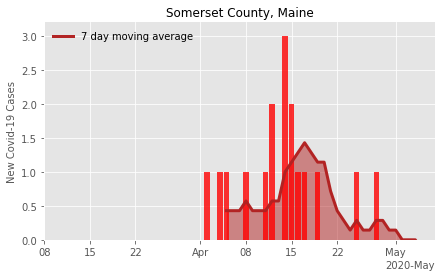 Somerset County, Maine
7 day moving average
New Covid-19 Cases
3.0
2.5
2.0
1.5
1.0
0.5
0.0
08 15 22 Apr 08 15 22 May
2020-May